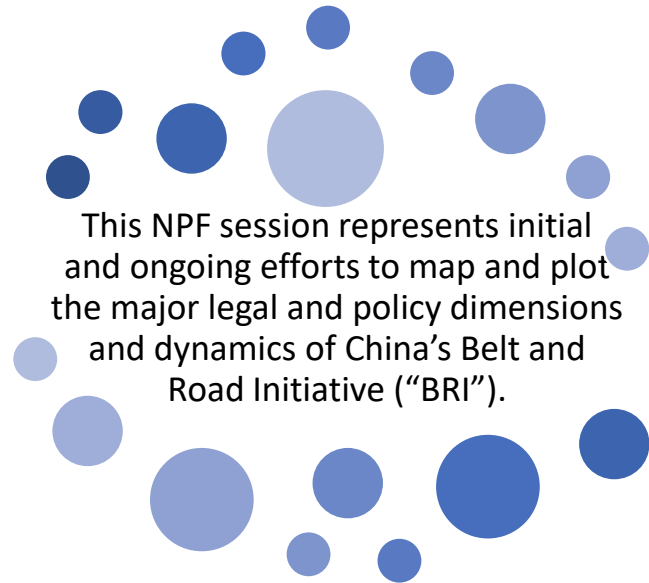 This NPF session represents initial
and ongoing efforts to map and plot
the major legal and policy dimensions
and dynamics of China’s Belt and
Road Initiative (“BRI”).